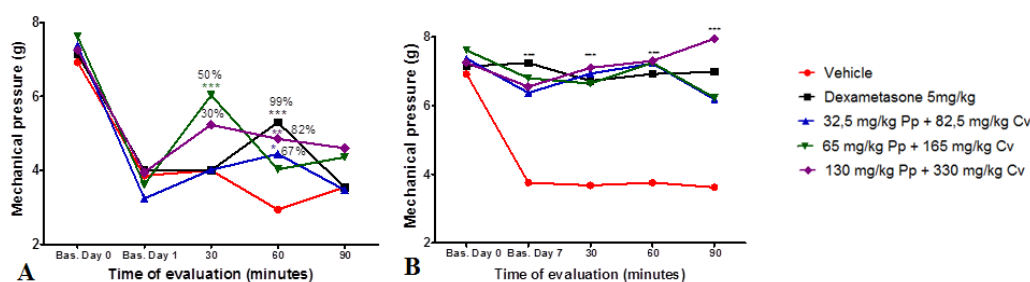 Mechanical pressure (g)
8
6
4
2
50%
***
30%
99%
***
**
82%
*
67%
Bas. Day 0
Bas. Day 1
30
60
90
Time of evaluation (minutes)
A
Mechanical pressure (g)
8
6
4
2
---
---
---
---
Bas. Day 0
Bas. Day 7
30
60
90
Time of evaluation (minutes)
B
Vehicle
Dexametasone 5mg/kg
32,5 mg/kg Pp + 82,5 mg/kg Cv
65 mg/kg Pp + 165 mg/kg Cv
130 mg/kg Pp + 330 mg/kg Cv